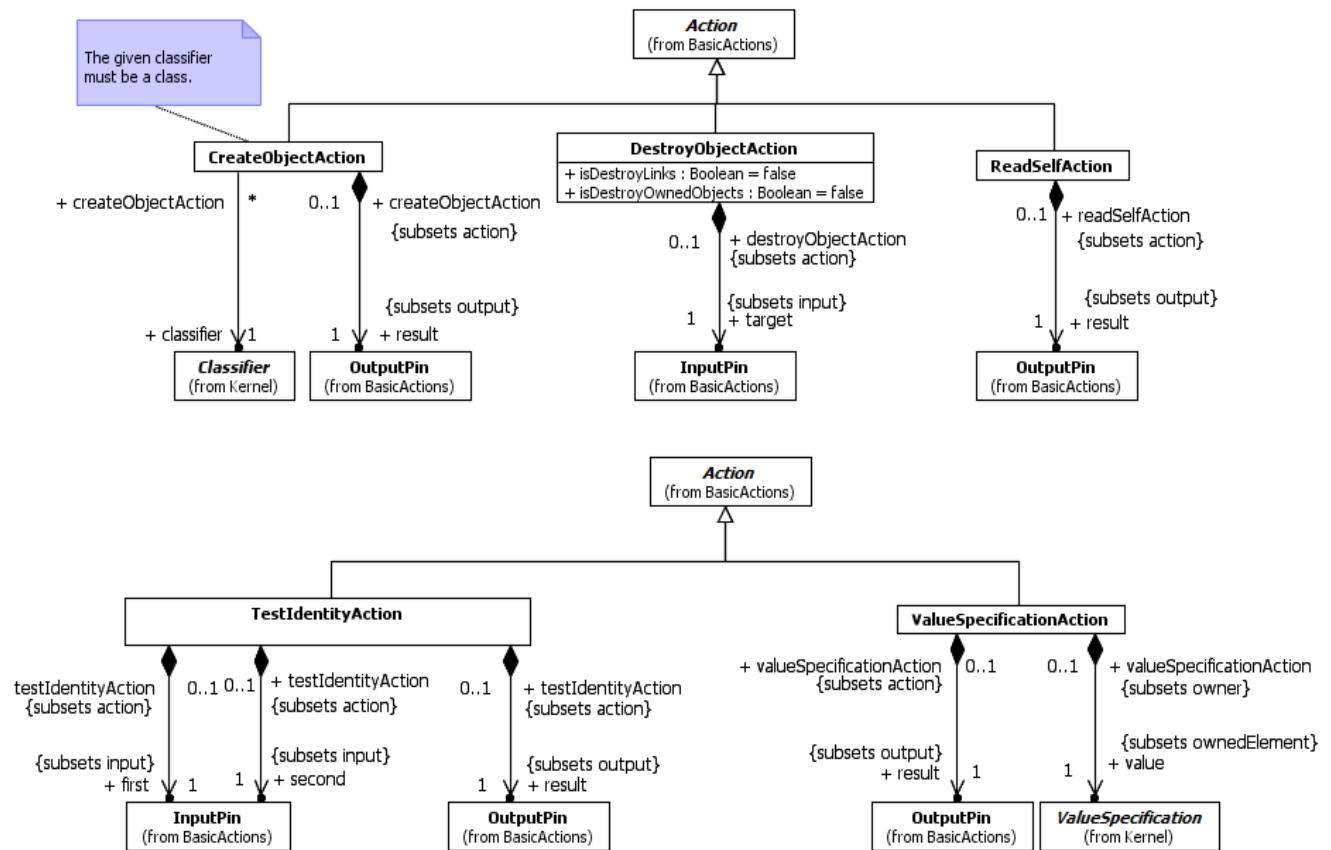 Action
(from BasicActions)
The given classifier
must be a class.
CreateObjectAction
DestroyObjectAction
+ isDestroyLinks : Boolean = false
+ isDestroyOwnedObjects : Boolean = false
ReadSelfAction
+ createObjectAction
*
0..1
+ createObjectAction
{subsets action}
0..1
+ destroyObjectAction
{subsets action}
0..1
+ readSelfAction
{subsets action}
+ classifier
1
{subsets output}
1
+ result
{subsets input}
1
+ target
{subsets output}
1
+ result
Classifier
(from Kernel)
OutputPin
(from BasicActions)
InputPin
(from BasicActions)
OutputPin
(from BasicActions)
Action
(from BasicActions)
TestIdentityAction
ValueSpecificationAction
testIdentityAction
{subsets action}
0..1
0..1
+ testIdentityAction
{subsets action}
0..1
+ testIdentityAction
{subsets action}
+ valueSpecificationAction
{subsets action}
0..1
0..1
+ valueSpecificationAction
{subsets owner}
{subsets input}
+ first
1
{subsets input}
1
+ second
{subsets output}
1
+ result
{subsets output}
+ result
1
{subsets ownedElement}
1
+ value
InputPin
(from BasicActions)
OutputPin
(from BasicActions)
OutputPin
(from BasicActions)
ValueSpecification
(from Kernel)